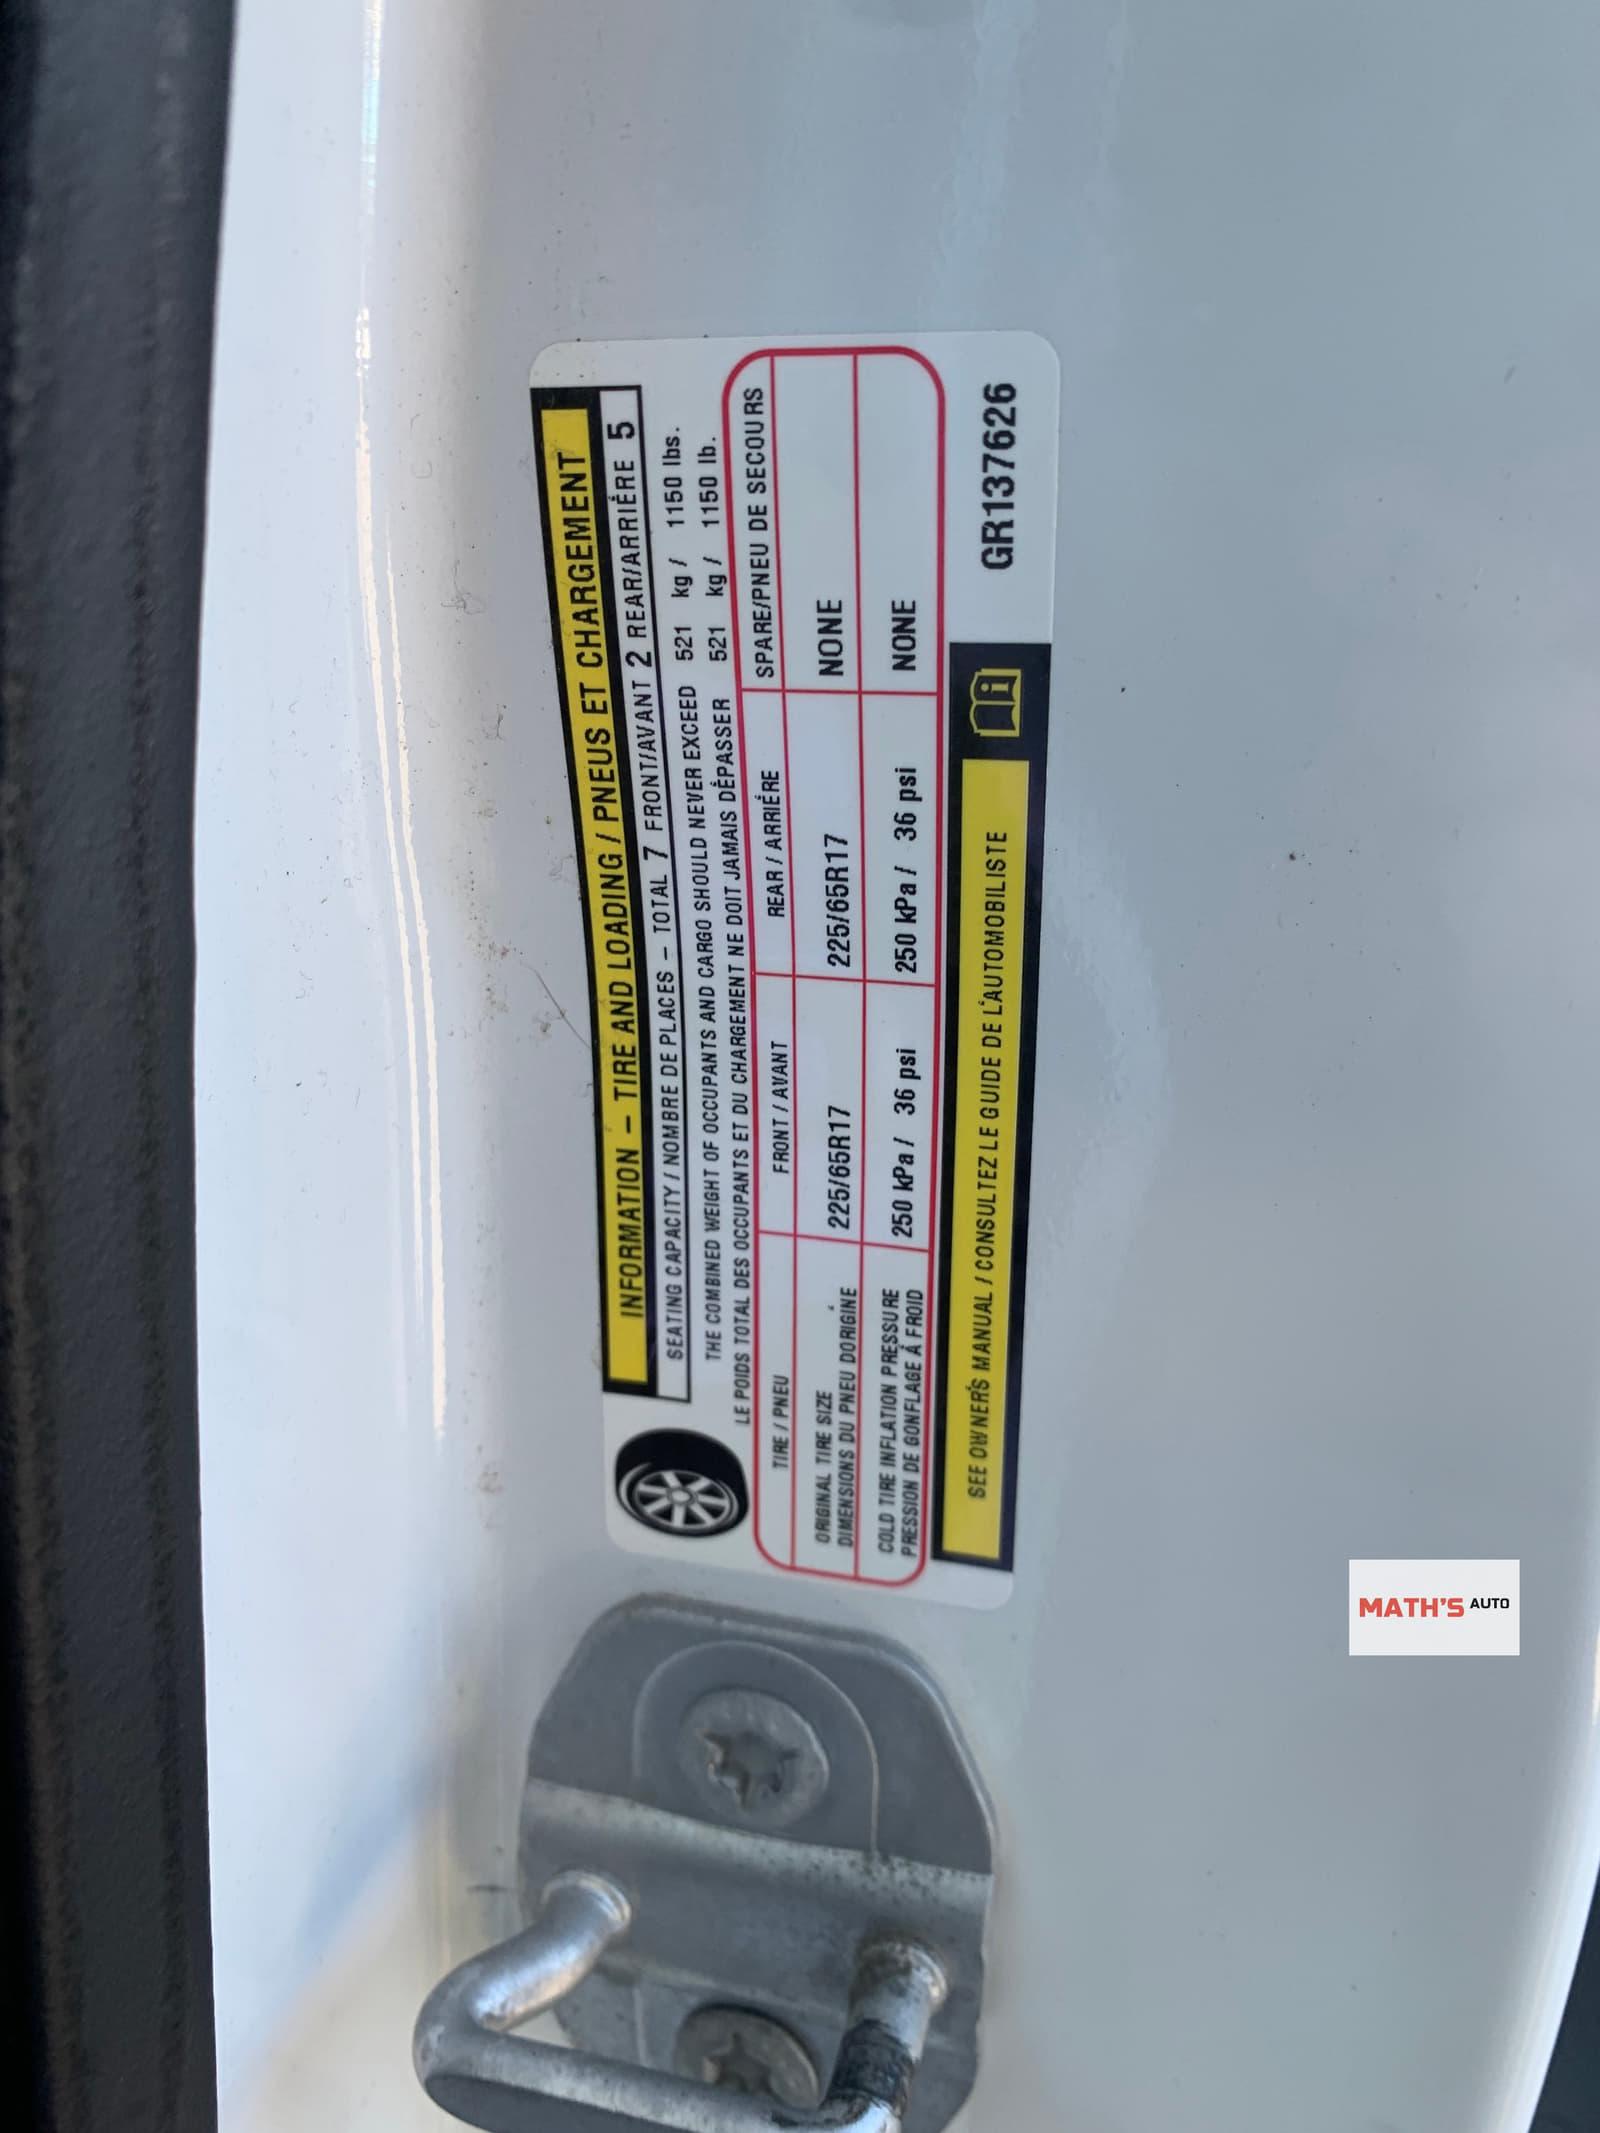 INFORMATION – TIRE AND LOADING / PNEUS ET CHARGEMENT
SEATING CAPACITY / NOMBRE DE PLACES – TOTAL 7 FRONT/AVANT 2 REAR/ARRIÈRE 5
THE COMBINED WEIGHT OF OCCUPANTS AND CARGO SHOULD NEVER EXCEED 521 kg / 1150 lbs.
LE POIDS TOTAL DES OCCUPANTS ET DU CHARGEMENT NE DOIT JAMAIS DÉPASSER 521 kg / 1150 lb.
TIRE / PNEU FRONT / AVANT REAR / ARRIÈRE SPARE/PNEU DE SECOURS
ORIGINAL TIRE SIZE
DIMENSIONS DU PNEU D'ORIGINE
225/65R17 225/65R17 NONE
COLD TIRE INFLATION PRESSURE
PRESSION DE GONFLAGE À FROID
250 kPa / 36 psi 250 kPa / 36 psi NONE
SEE OWNER'S MANUAL / CONSULTEZ LE GUIDE DE L'AUTOMOBILISTE
GR137626
MATH'S AUTO